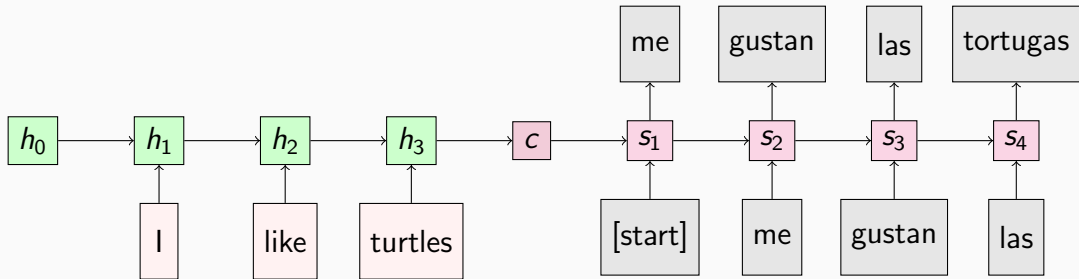 me gustan las tortugas
h₀ h₁ h₂ h₃ c s₁ s₂ s₃ s₄
I like turtles [start] me gustan las